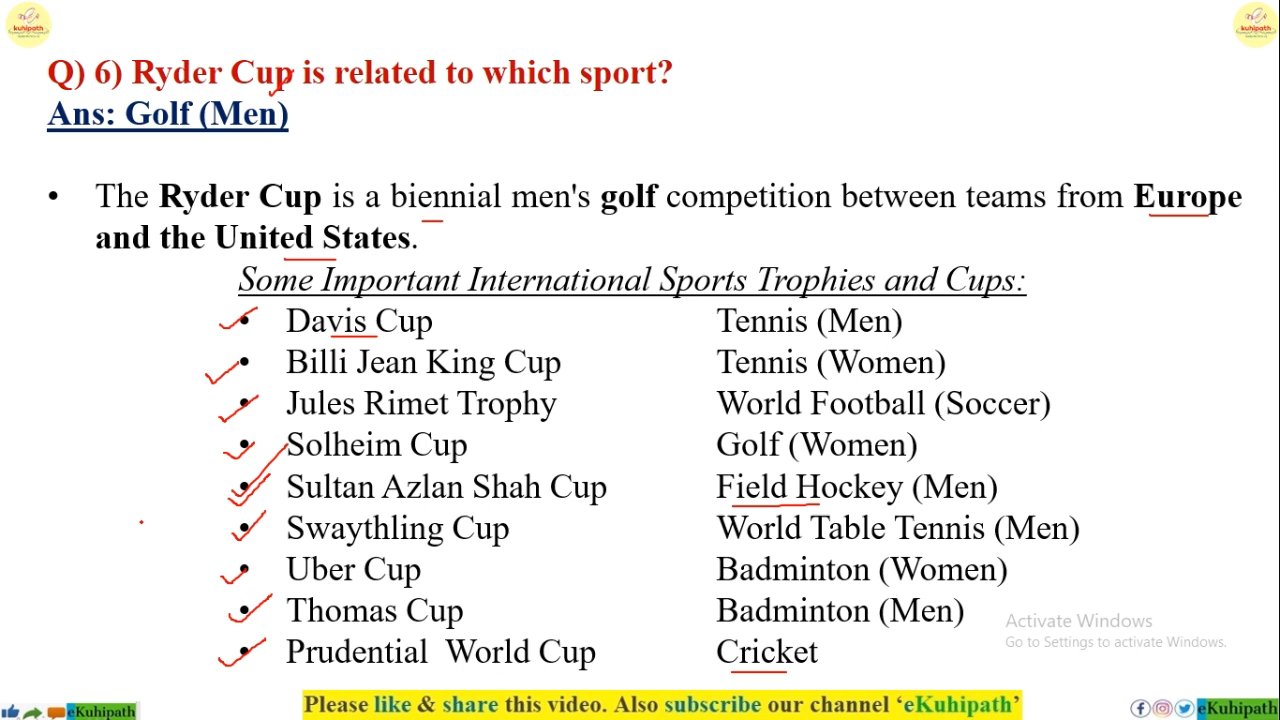 kuhipath
kuhipath
Q) 6) Ryder Cup is related to which sport?
Ans: Golf (Men)
• The Ryder Cup is a biennial men's golf competition between teams from Europe
and the United States.
Some Important International Sports Trophies and Cups:
• Davis Cup Tennis (Men)
• Billi Jean King Cup Tennis (Women)
• Jules Rimet Trophy World Football (Soccer)
• Solheim Cup Golf (Women)
• Sultan Azlan Shah Cup Field Hockey (Men)
• Swaythling Cup World Table Tennis (Men)
• Uber Cup Badminton (Women)
• Thomas Cup Badminton (Men)
• Prudential World Cup Cricket
Activate Windows
Go to Settings to activate Windows.
eKuhipath Please like & share this video. Also subscribe our channel ‘eKuhipath’ eKuhipath